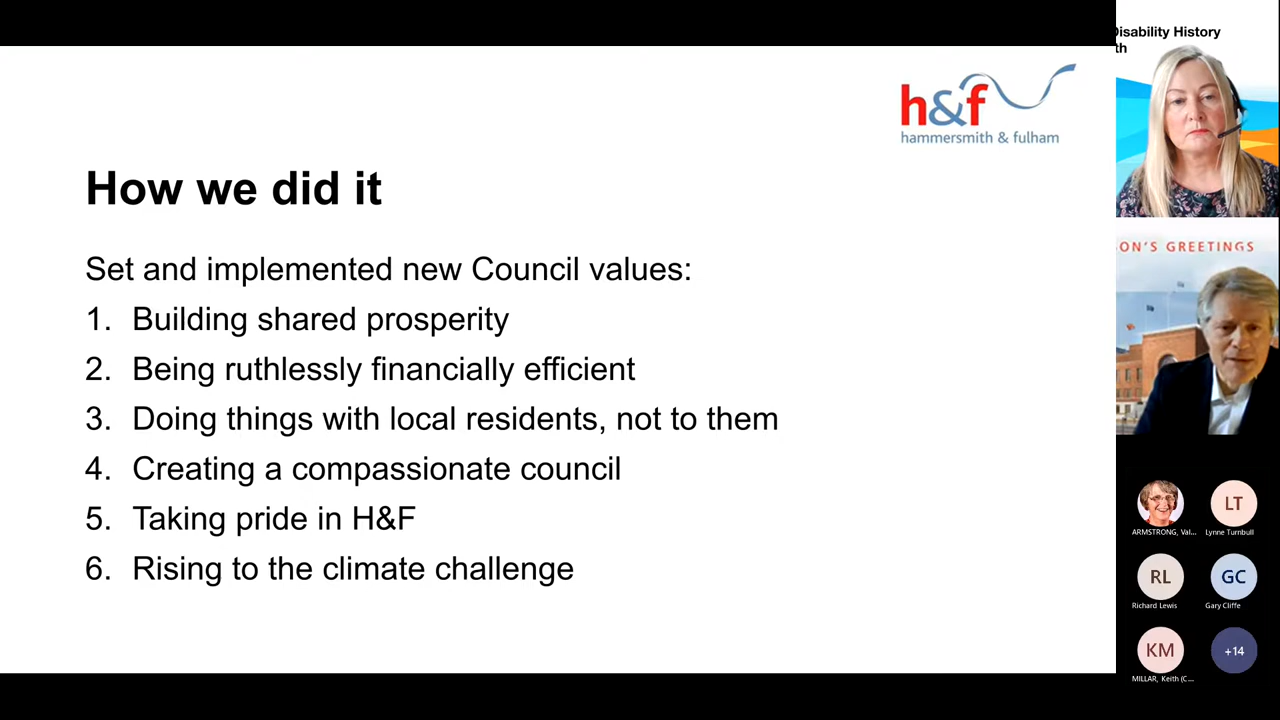 h&f
hammersmith & fulham
How we did it
Set and implemented new Council values:
1. Building shared prosperity
2. Being ruthlessly financially efficient
3. Doing things with local residents, not to them
4. Creating a compassionate council
5. Taking pride in H&F
6. Rising to the climate challenge
Disability History
th
ON'S GREETINGS
ARMSTRONG, Val...
LT
Lynne Turnbull
RL
Richard Lewis
GC
Gary Cliffe
KM
MILLAR, Keith (C...
+14